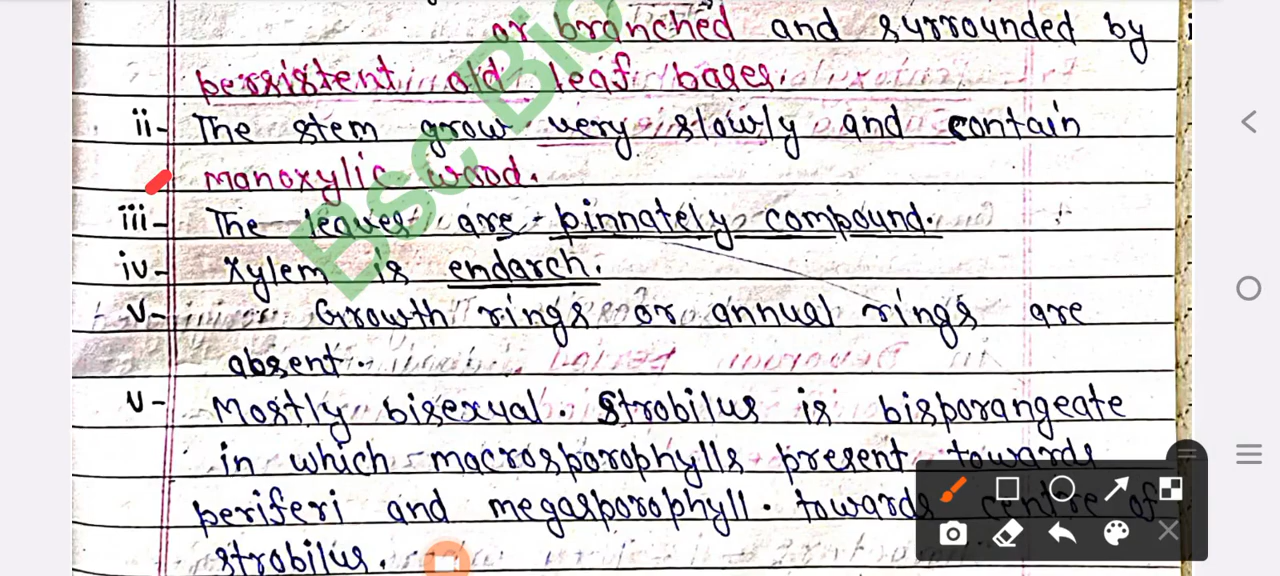 or branched and surrounded by
persistent old leaf bases.
ii- The stem grow very slowly and contain
manoxylic wood.
iii- The leaves are pinnately compound.
iv- Xylem is endarch.
v- Growth rings or annual rings are
absent.
v- Mostly bisexual. Strobilus is bisporangeate
in which macrosporophylls present towards
periferi and megasporophyll. towards centre of
strobilus.
Bsc Bio